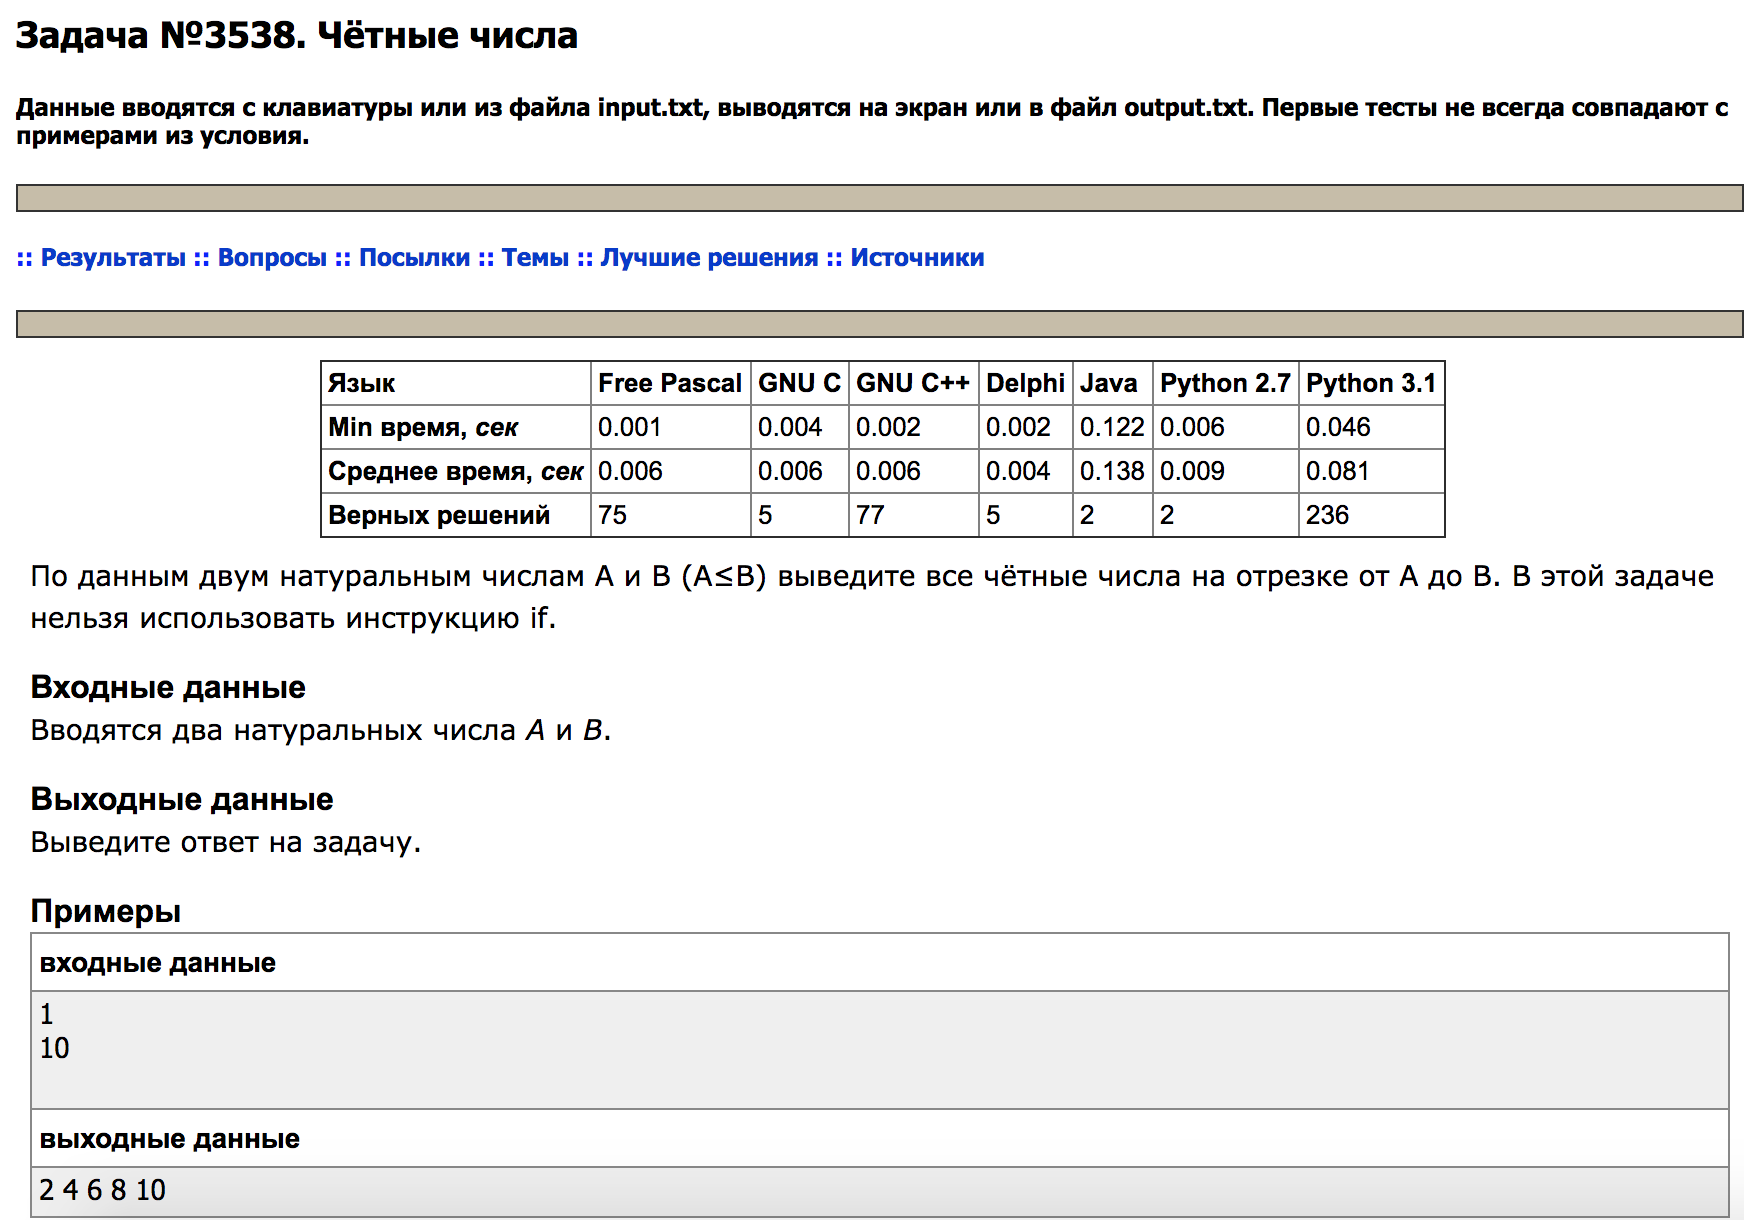 Задача №3538. Чётные числа
Данные вводятся с клавиатуры или из файла input.txt, выводятся на экран или в файл output.txt. Первые тесты не всегда совпадают с
примерами из условия.
:: Результаты :: Вопросы :: Посылки :: Темы :: Лучшие решения :: Источники
Язык Free Pascal GNU C GNU C++ Delphi Java Python 2.7 Python 3.1
Min время, сек 0.001 0.004 0.002 0.002 0.122 0.006 0.046
Среднее время, сек 0.006 0.006 0.006 0.004 0.138 0.009 0.081
Верных решений 75 5 77 5 2 2 236
По данным двум натуральным числам A и B (A≤B) выведите все чётные числа на отрезке от A до B. В этой задаче
нельзя использовать инструкцию if.
Входные данные
Вводятся два натуральных числа A и B.
Выходные данные
Выведите ответ на задачу.
Примеры
входные данные
1
10
выходные данные
2 4 6 8 10